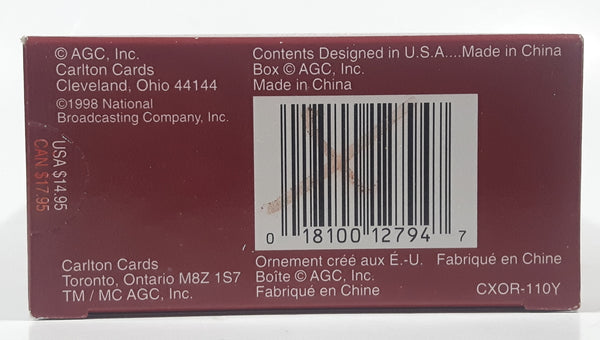 © AGC, Inc.
Carlton Cards
Cleveland, Ohio 44144
©1998 National
Broadcasting Company, Inc.
Contents Designed in U.S.A....Made in China
Box © AGC, Inc.
Made in China
USA $14.95
CAN $17.95
0 18100 12794 7
Carlton Cards
Toronto, Ontario M8Z 1S7
TM / MC AGC, Inc.
Ornement créé aux É.-U. Fabriqué en Chine
Boîte © AGC, Inc.
Fabriqué en Chine
CXOR-110Y